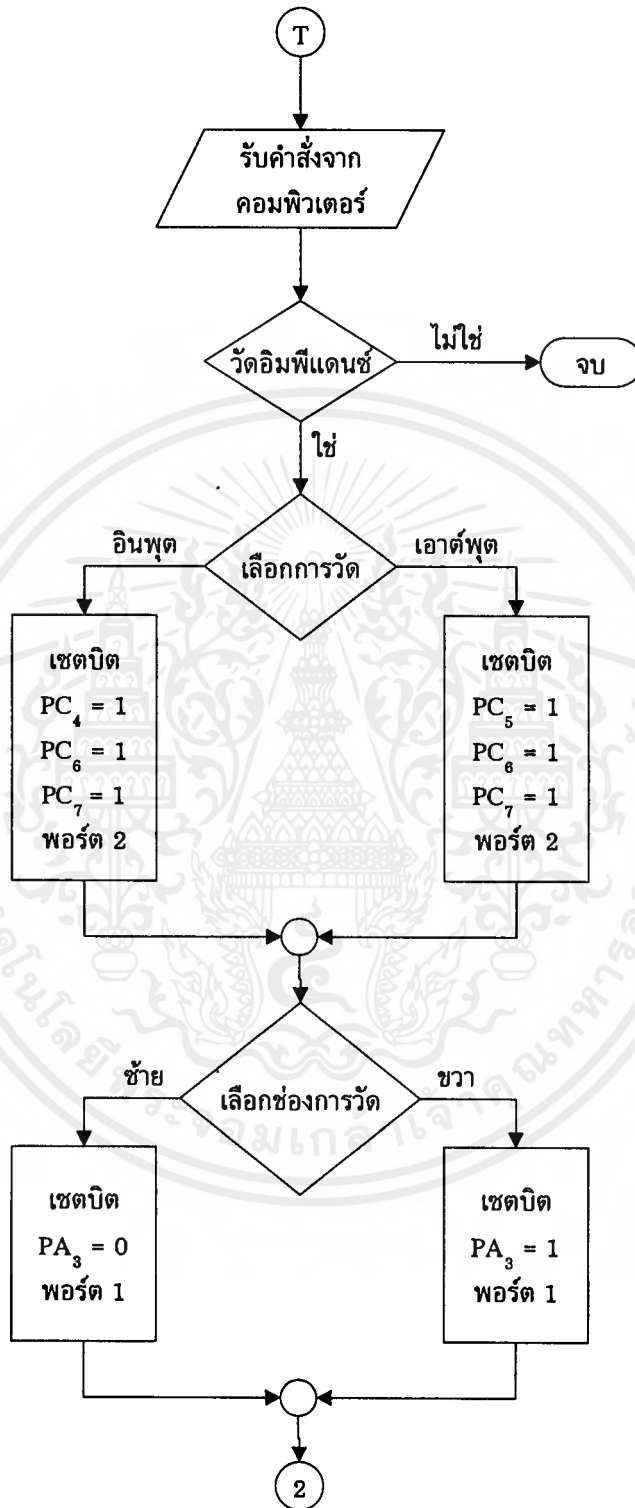 T
รับคำสั่งจาก
คอมพิวเตอร์
วัดอิมพีแดนซ์
ไม่ใช่
จบ
ใช่
อินพุต
เลือกการวัด
เอาต์พุต
เซตบิต
PC₄ = 1
PC₆ = 1
PC₇ = 1
พอร์ต 2
เซตบิต
PC₅ = 1
PC₆ = 1
PC₇ = 1
พอร์ต 2
ซ้าย
เลือกช่องการวัด
ขวา
เซตบิต
PA₃ = 0
พอร์ต 1
เซตบิต
PA₃ = 1
พอร์ต 1
2